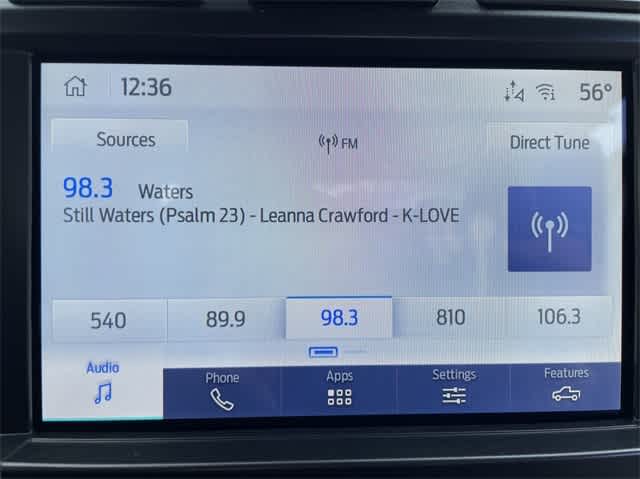 12:36
56°
Sources
FM
Direct Tune
98.3 Waters
Still Waters (Psalm 23) - Leanna Crawford - K-LOVE
540
89.9
98.3
810
106.3
Audio
Phone
Apps
Settings
Features